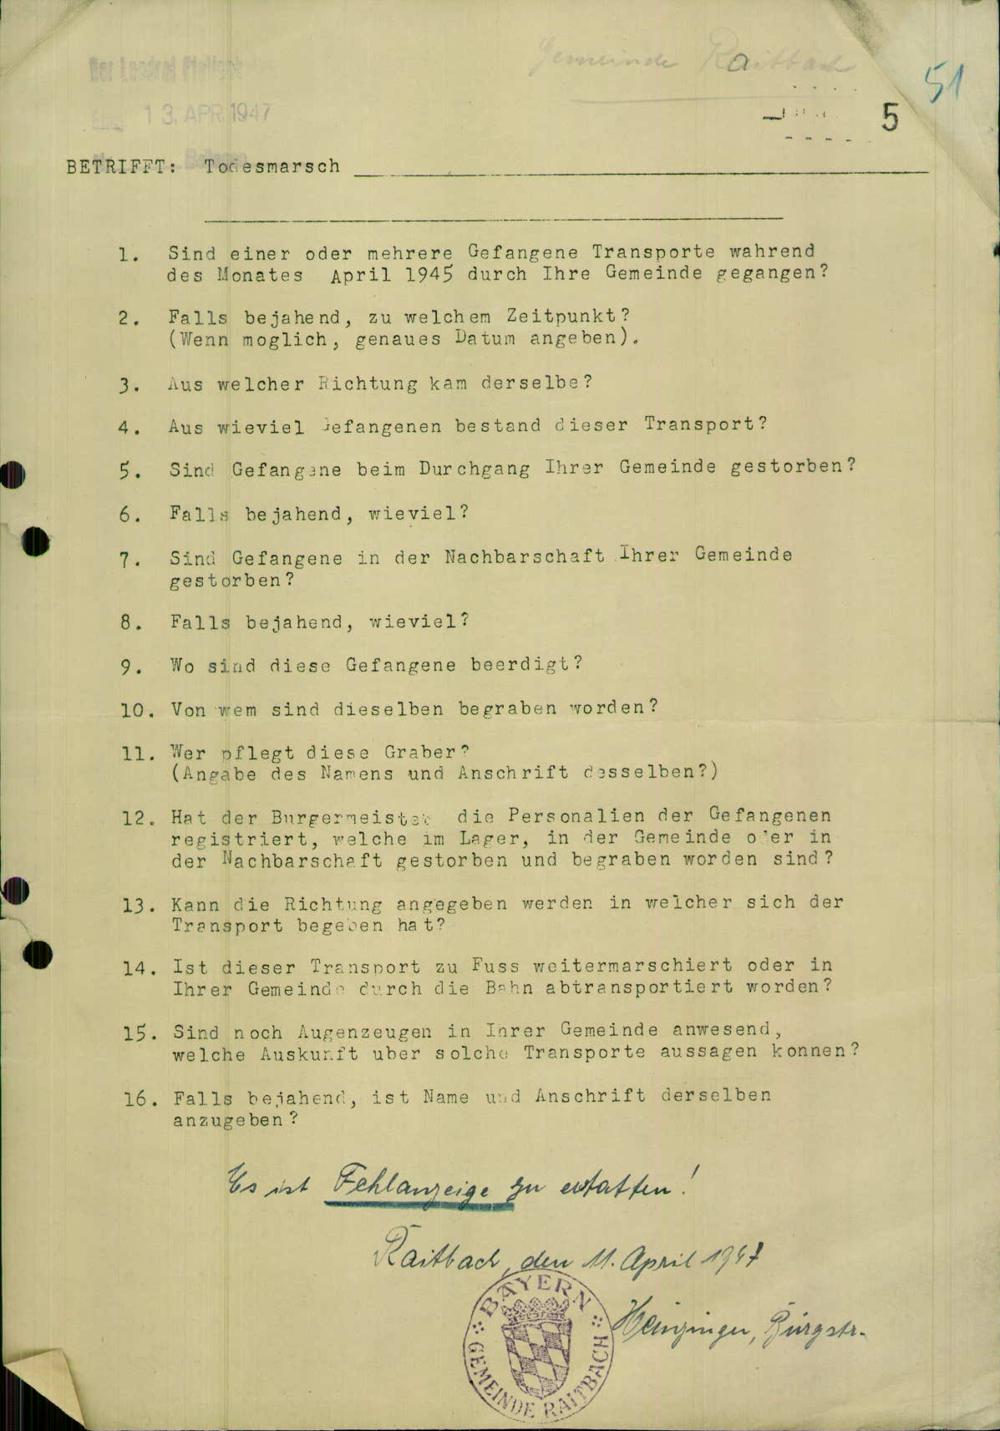 Der Landrat
Gemeinde Raitbach
51
13. APR 1947
5
BETRIFFT: Todesmarsch
1. Sind einer oder mehrere Gefangene Transporte wahrend
des Monates April 1945 durch Ihre Gemeinde gegangen?
2. Falls bejahend, zu welchem Zeitpunkt?
(Wenn moglich, genaues Datum angeben).
3. Aus welcher Richtung kam derselbe?
4. Aus wieviel Gefangenen bestand dieser Transport?
5. Sind Gefangene beim Durchgang Ihrer Gemeinde gestorben?
6. Falls bejahend, wieviel?
7. Sind Gefangene in der Nachbarschaft Ihrer Gemeinde
gestorben?
8. Falls bejahend, wieviel?
9. Wo sind diese Gefangene beerdigt?
10. Von wem sind dieselben begraben worden?
11. Wer pflegt diese Graber?
(Angabe des Namens und Anschrift desselben?)
12. Hat der Burgermeister die Personalien der Gefangenen
registriert, welche im Lager, in der Gemeinde oder in
der Nachbarschaft gestorben und begraben worden sind?
13. Kann die Richtung angegeben werden in welcher sich der
Transport begeben hat?
14. Ist dieser Transport zu Fuss weitermarschiert oder in
Ihrer Gemeinde durch die Bahn abtransportiert worden?
15. Sind noch Augenzeugen in Ihrer Gemeinde anwesend,
welche Auskunft uber solche Transporte aussagen konnen?
16. Falls bejahend, ist Name und Anschrift derselben
anzugeben?
Es ist Fehlanzeige zu erstatten!
Raitbach, den 11. April 1947
BAYERN
GEMEINDE RAITBACH
Bürgstr.